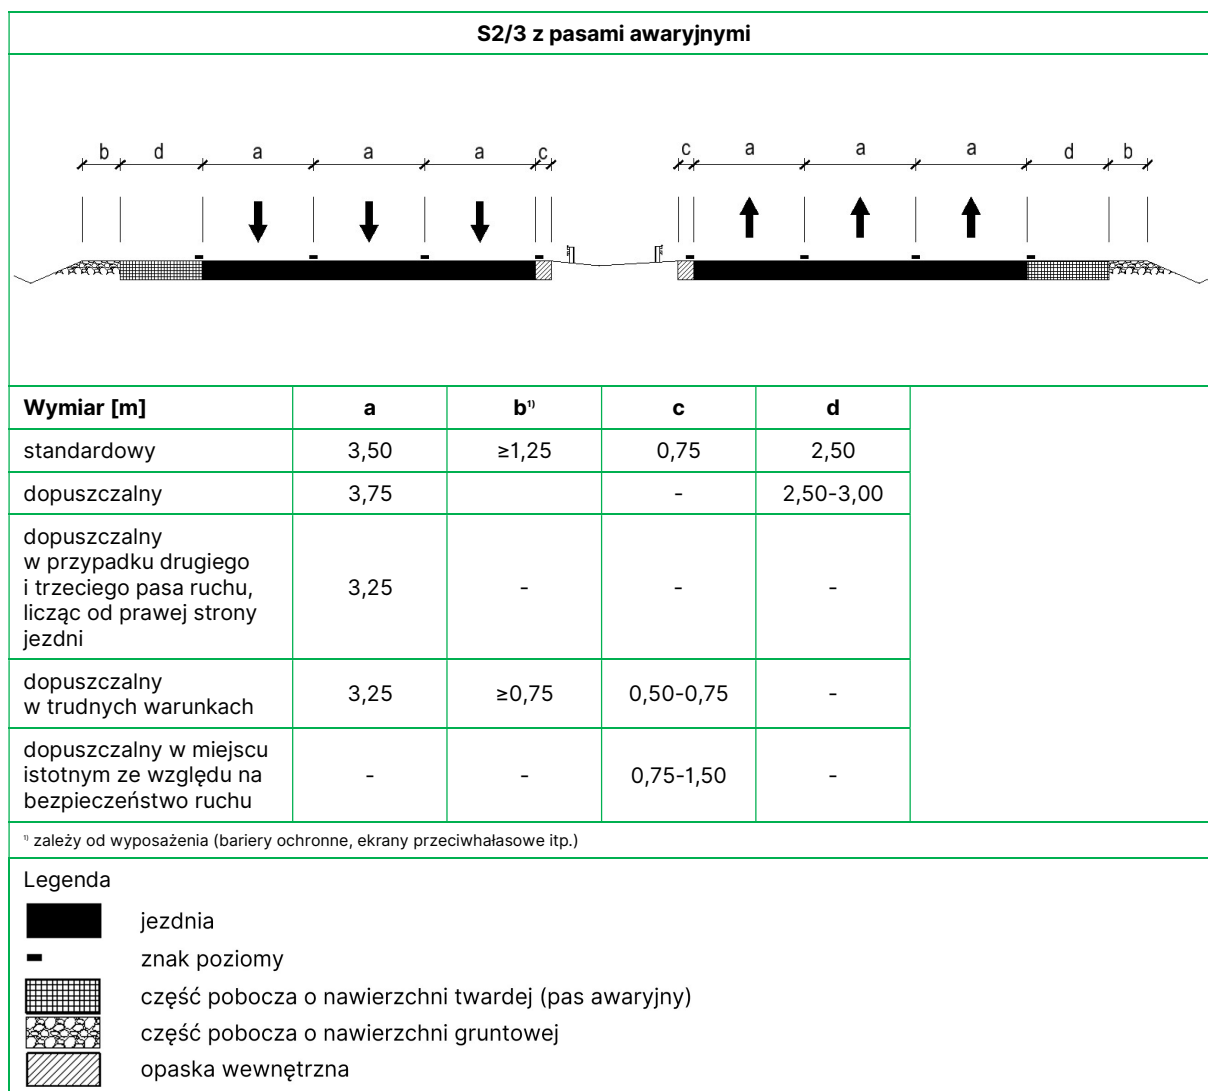 S2/3 z pasami awaryjnymi
b d a a a c c a a a d b
Wymiar [m] a b¹⁾ c d
standardowy 3,50 ≥1,25 0,75 2,50
dopuszczalny 3,75 - 2,50-3,00
dopuszczalny
w przypadku drugiego
i trzeciego pasa ruchu,
licząc od prawej strony
jezdni
3,25 - - -
dopuszczalny
w trudnych warunkach
3,25 ≥0,75 0,50-0,75 -
dopuszczalny w miejscu
istotnym ze względu na
bezpieczeństwo ruchu
- - 0,75-1,50 -
¹⁾ zależy od wyposażenia (bariery ochronne, ekrany przeciwhałasowe itp.)
Legenda
jezdnia
znak poziomy
część pobocza o nawierzchni twardej (pas awaryjny)
część pobocza o nawierzchni gruntowej
opaska wewnętrzna